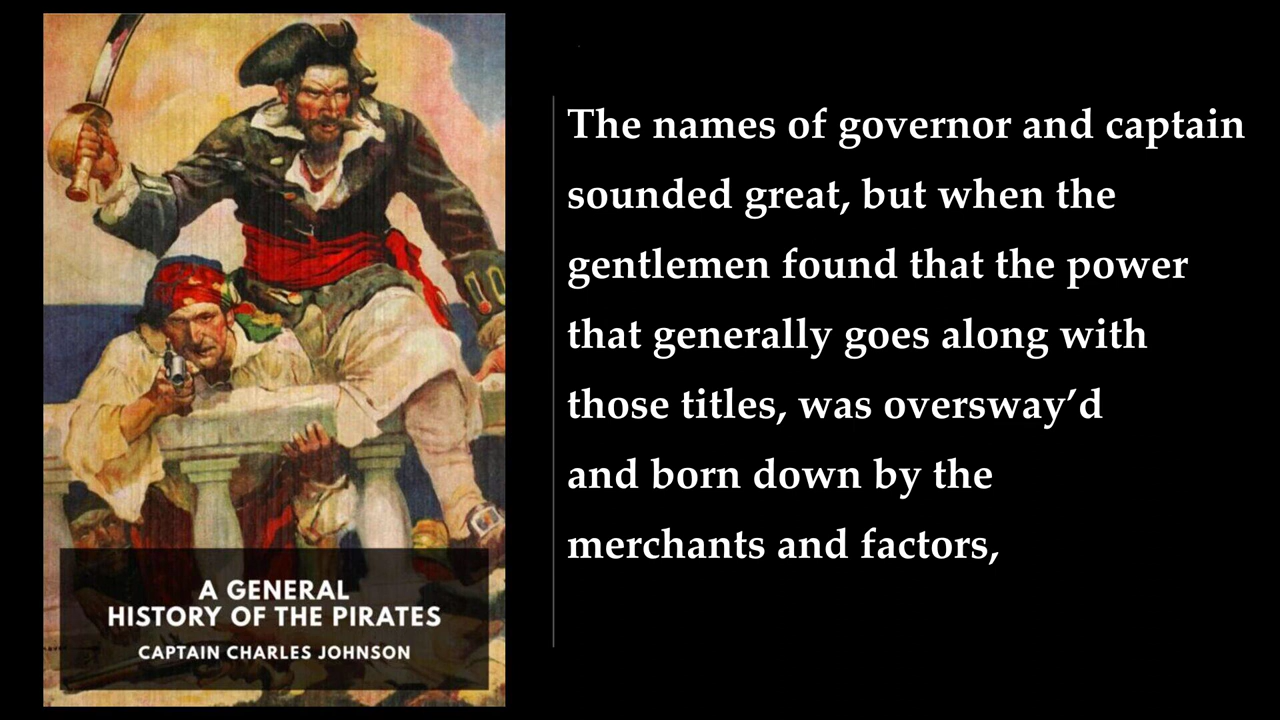 A GENERAL
HISTORY OF THE PIRATES
CAPTAIN CHARLES JOHNSON
The names of governor and captain
sounded great, but when the
gentlemen found that the power
that generally goes along with
those titles, was oversway’d
and born down by the
merchants and factors,